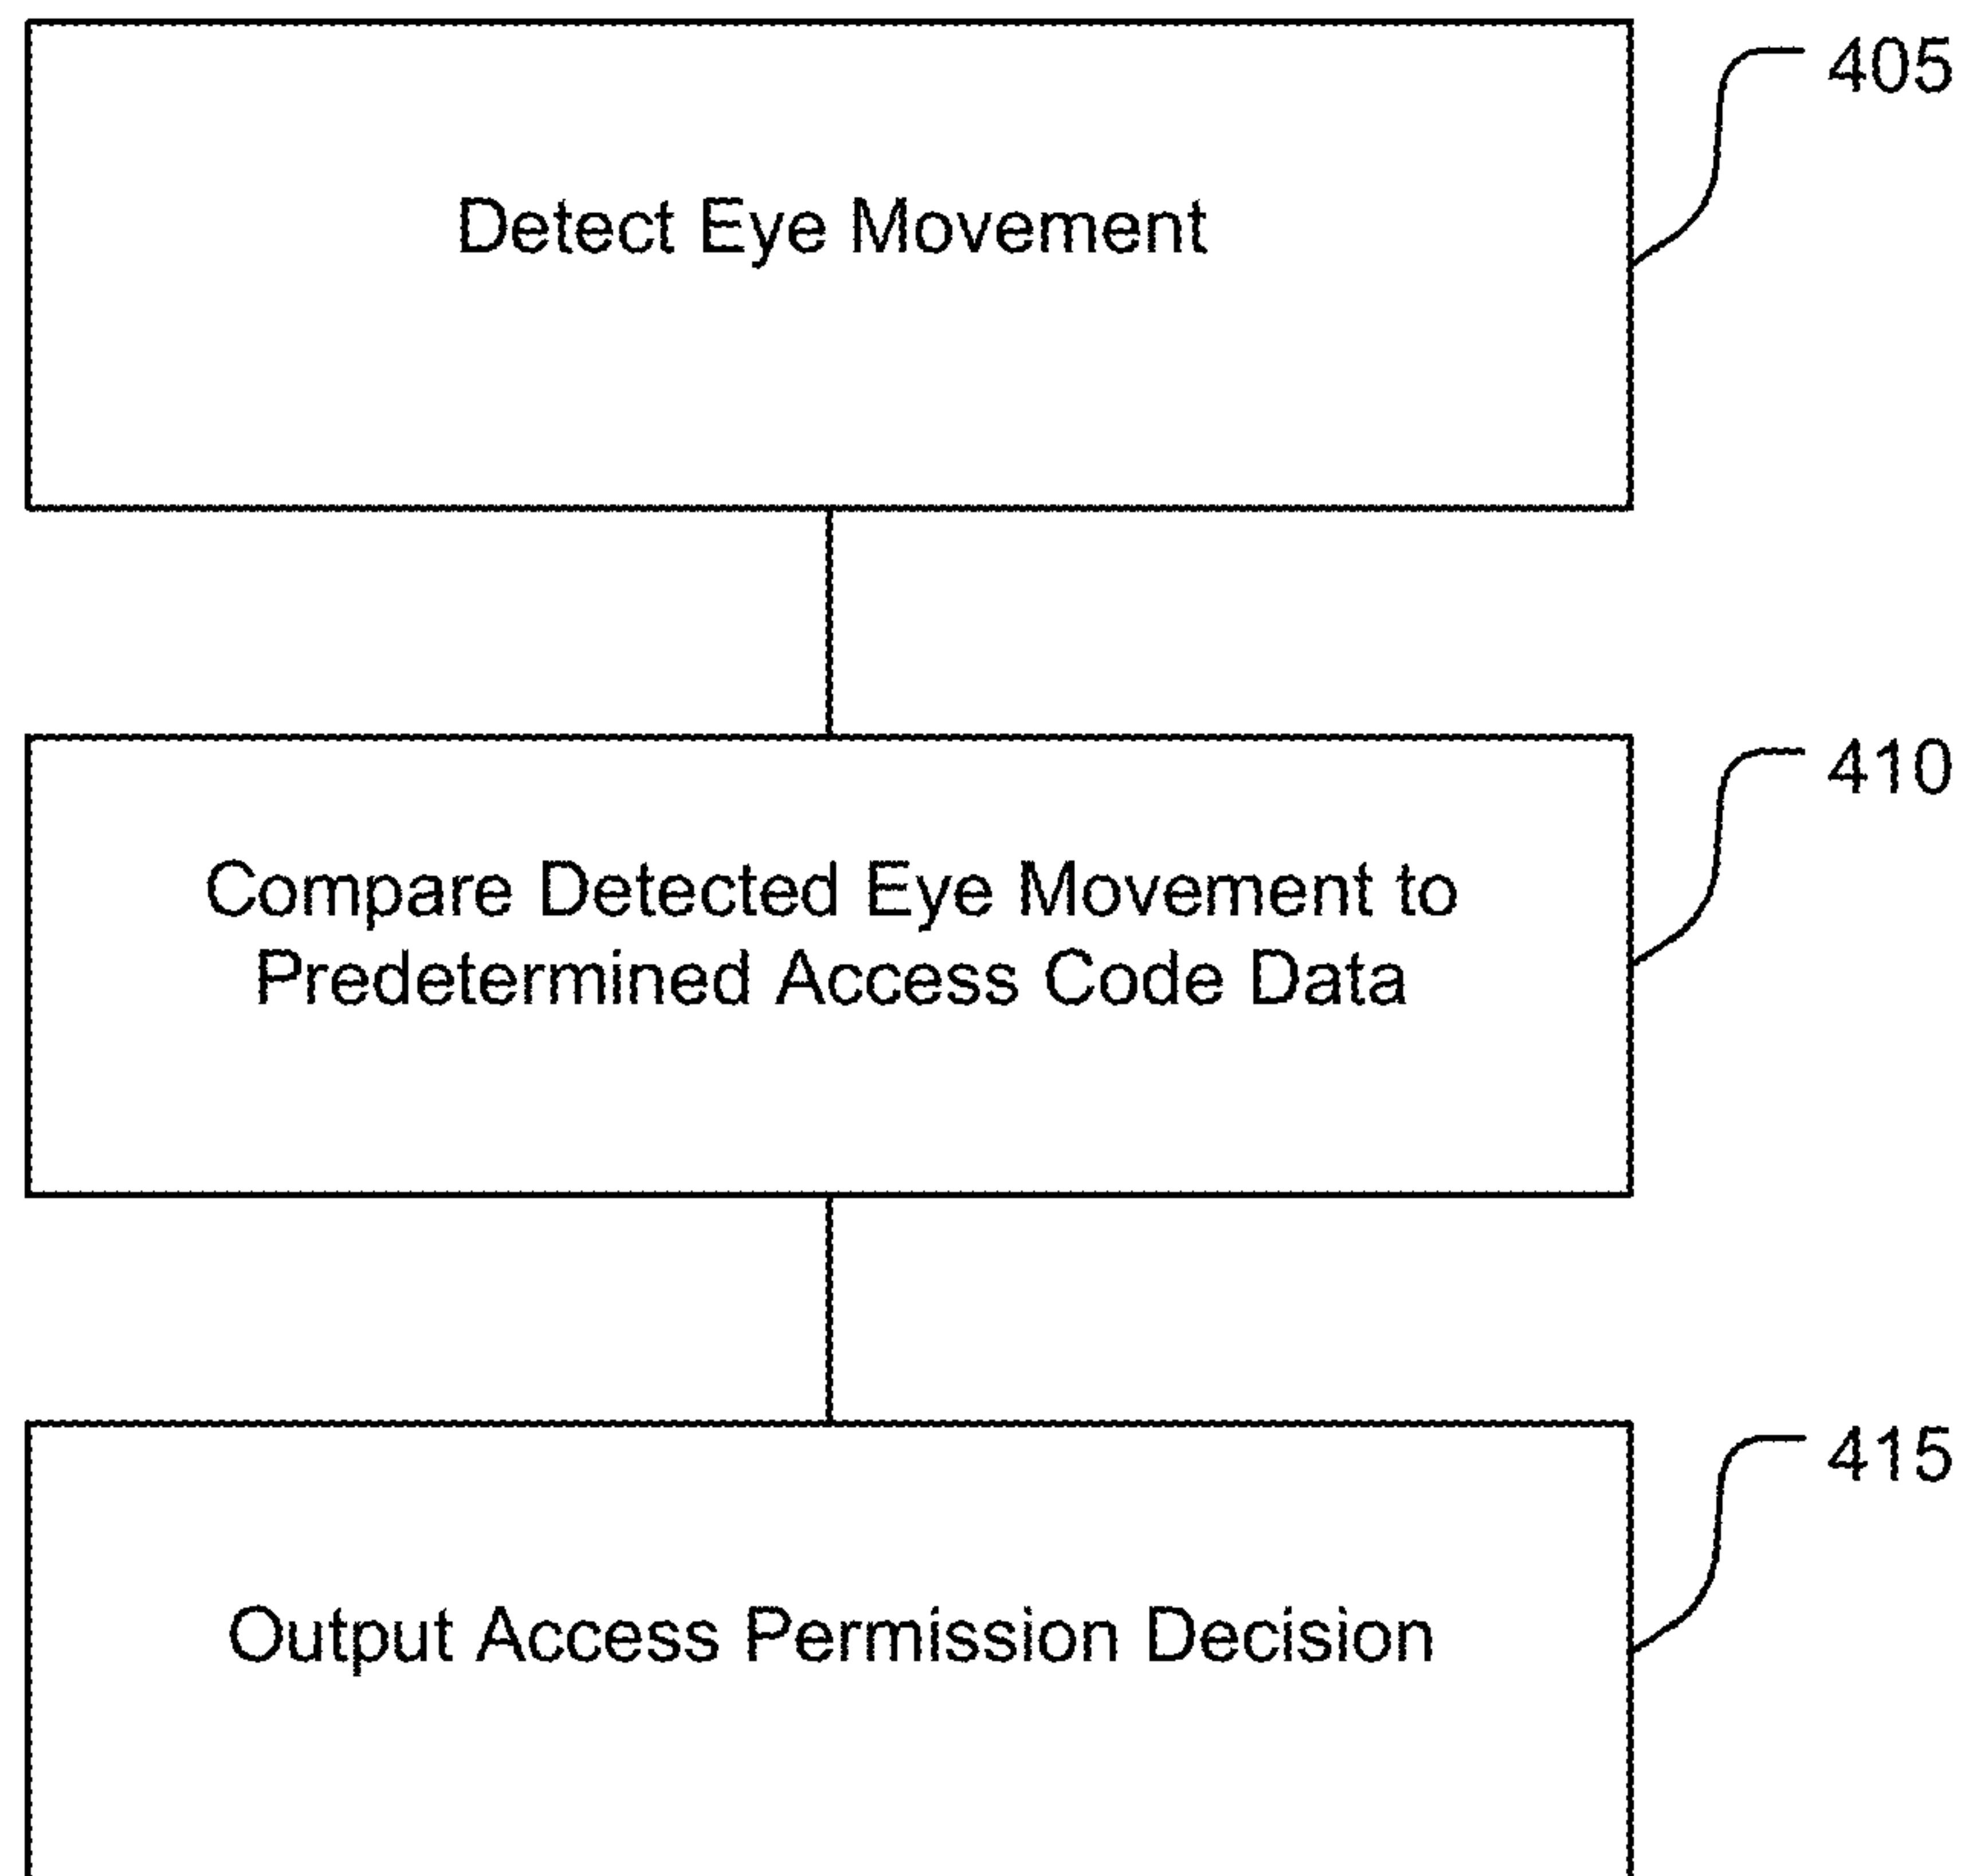 405
Detect Eye Movement
410
Compare Detected Eye Movement to
Predetermined Access Code Data
415
Output Access Permission Decision